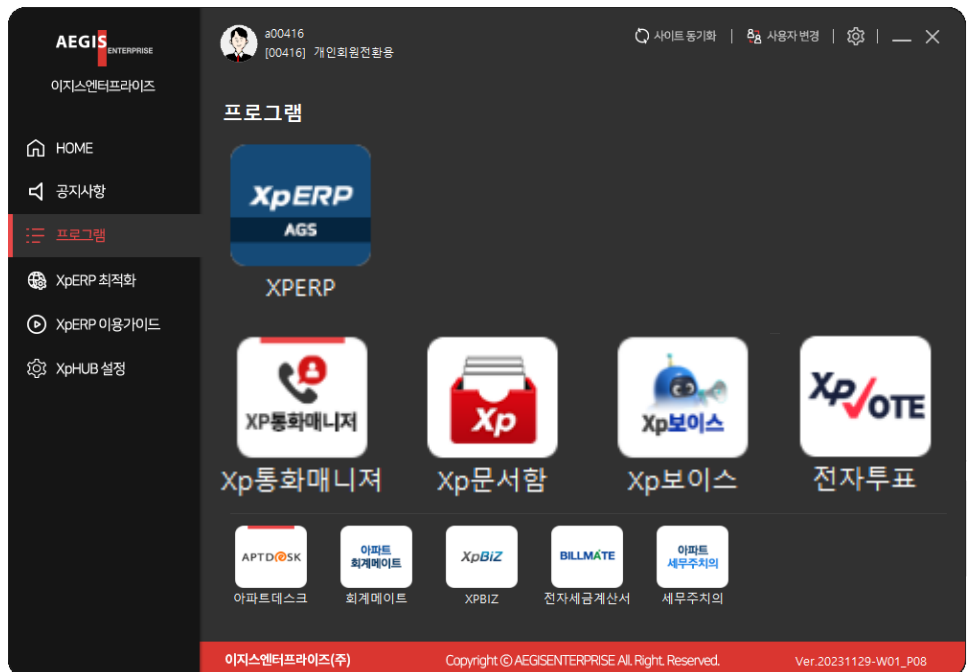 AEGIS ENTERPRISE
이지스엔터프라이즈
HOME
공지사항
프로그램
XpERP 최적화
XpERP 이용가이드
XpHUB 설정
a00416
[00416] 개인회원전환용
사이트 동기화
사용자 변경
프로그램
XpERP
AGS
XPERP
XP통화매니저
Xp통화매니져
Xp
Xp문서함
Xp보이스
Xp보이스
XpVOTE
전자투표
APTD@SK
아파트데스크
아파트
회계메이트
회계메이트
XpBIZ
XPBIZ
BILLMATE
전자세금계산서
아파트
세무주치의
세무주치의
이지스엔터프라이즈(주)
Copyright ⓒ AEGISENTERPRISE All. Right. Reserved.
Ver.20231129-W01_P08